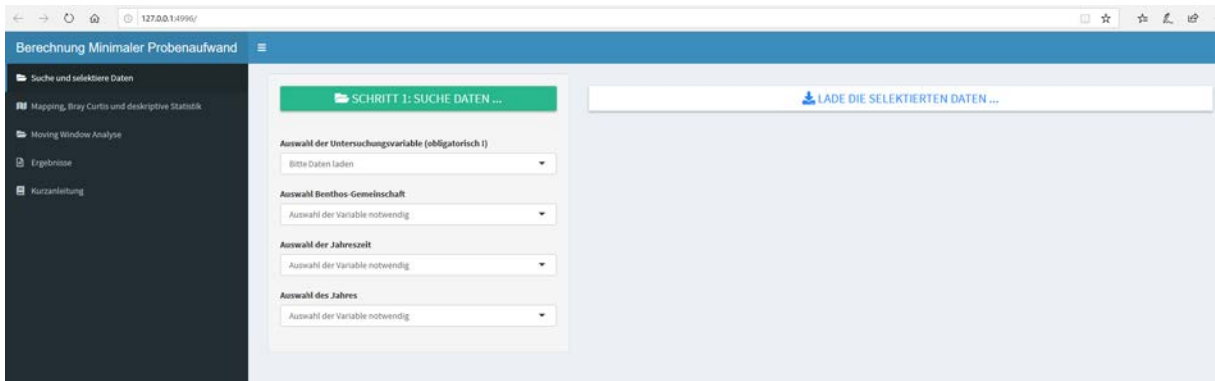 127.0.0.1:4996/
Berechnung Minimaler Probenaufwand
Suche und selektiere Daten
Mapping, Bray Curtis und deskriptive Statistik
Moving Window Analyse
Ergebnisse
Kurzanleitung
SCHRITT 1: SUCHE DATEN ...
Auswahl der Untersuchungsvariable (obligatorisch !)
Bitte Daten laden
Auswahl Benthos-Gemeinschaft
Auswahl der Variable notwendig
Auswahl der Jahreszeit
Auswahl der Variable notwendig
Auswahl des Jahres
Auswahl der Variable notwendig
LADE DIE SELEKTIERTEN DATEN ...